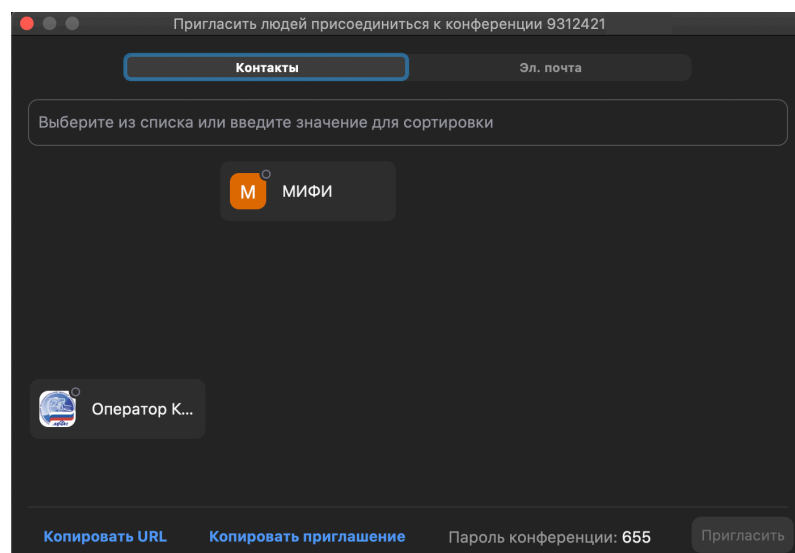 Пригласить людей присоединиться к конференции 9312421
Контакты
Эл. почта
Выберите из списка или введите значение для сортировки
М МИФИ
Оператор К...
Копировать URL Копировать приглашение Пароль конференции: 655 Пригласить